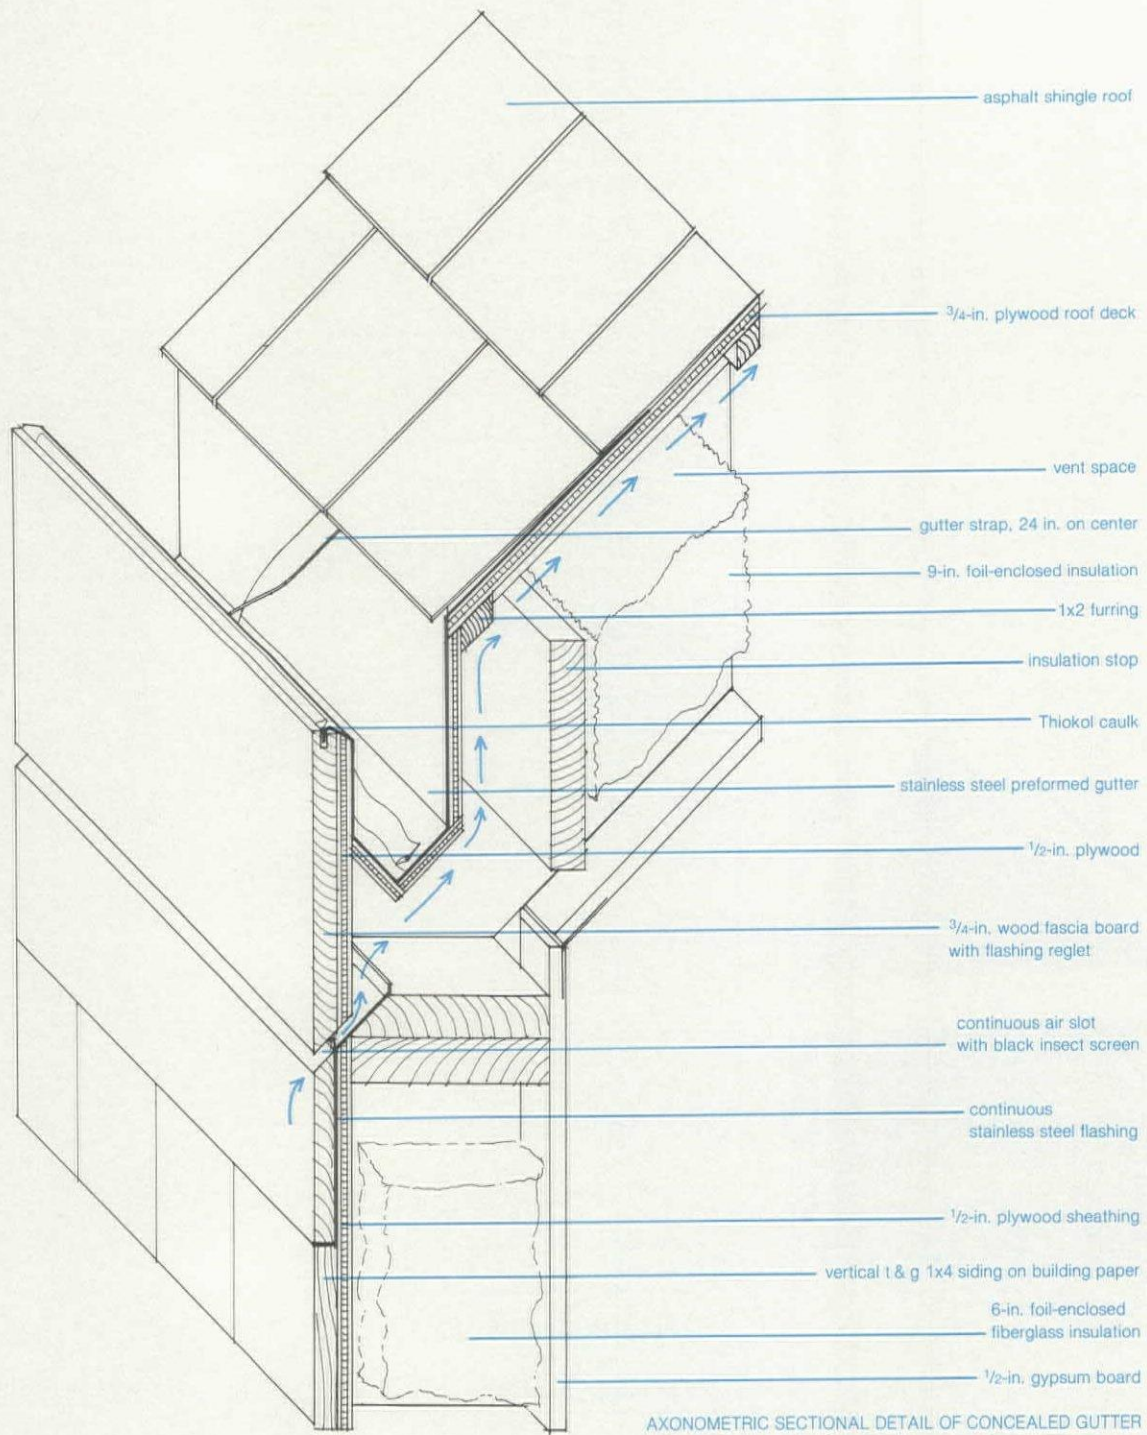 asphalt shingle roof
3/4-in. plywood roof deck
vent space
gutter strap, 24 in. on center
9-in. foil-enclosed insulation
1x2 furring
insulation stop
Thiokol caulk
stainless steel preformed gutter
1/2-in. plywood
3/4-in. wood fascia board
with flashing reglet
continuous air slot
with black insect screen
continuous
stainless steel flashing
1/2-in. plywood sheathing
vertical t & g 1x4 siding on building paper
6-in. foil-enclosed
fiberglass insulation
1/2-in. gypsum board
AXONOMETRIC SECTIONAL DETAIL OF CONCEALED GUTTER